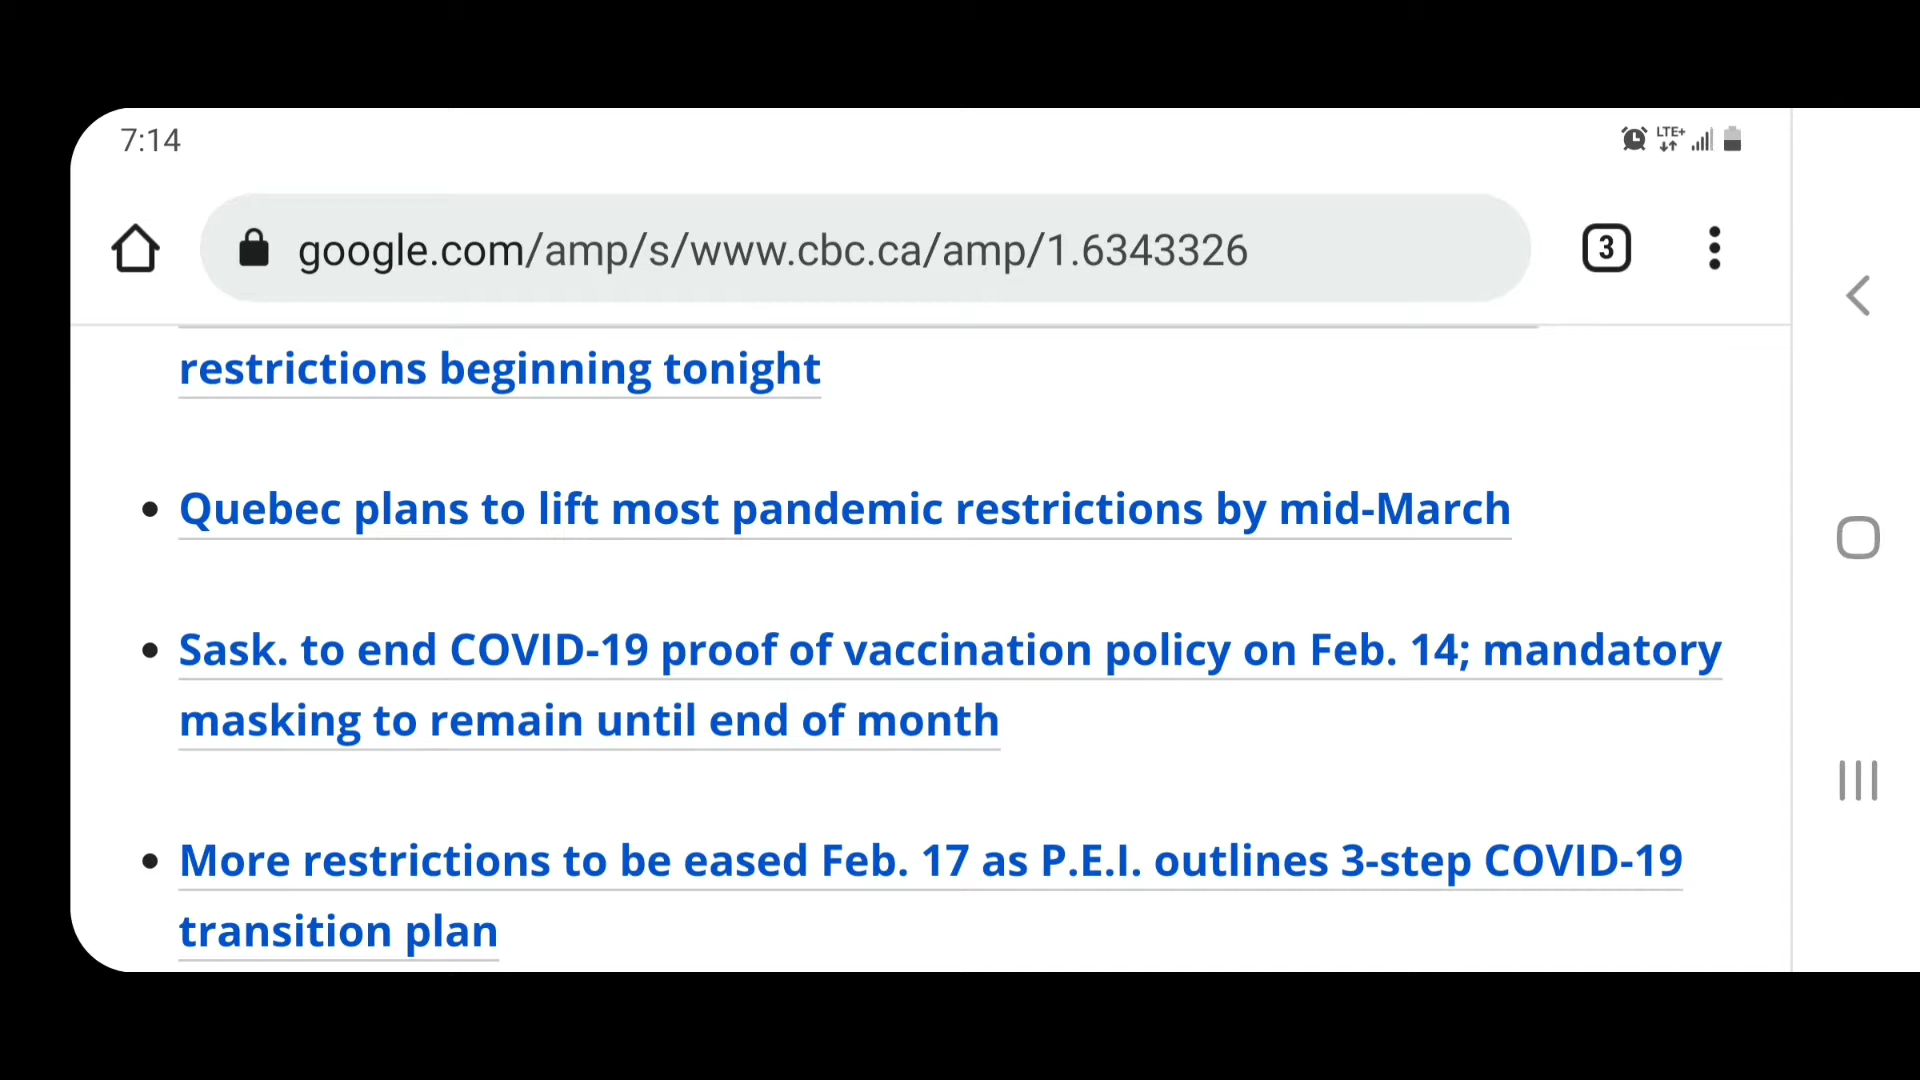 7:14
LTE+
google.com/amp/s/www.cbc.ca/amp/1.6343326
3
restrictions beginning tonight
Quebec plans to lift most pandemic restrictions by mid-March
Sask. to end COVID-19 proof of vaccination policy on Feb. 14; mandatory
masking to remain until end of month
More restrictions to be eased Feb. 17 as P.E.I. outlines 3-step COVID-19
transition plan